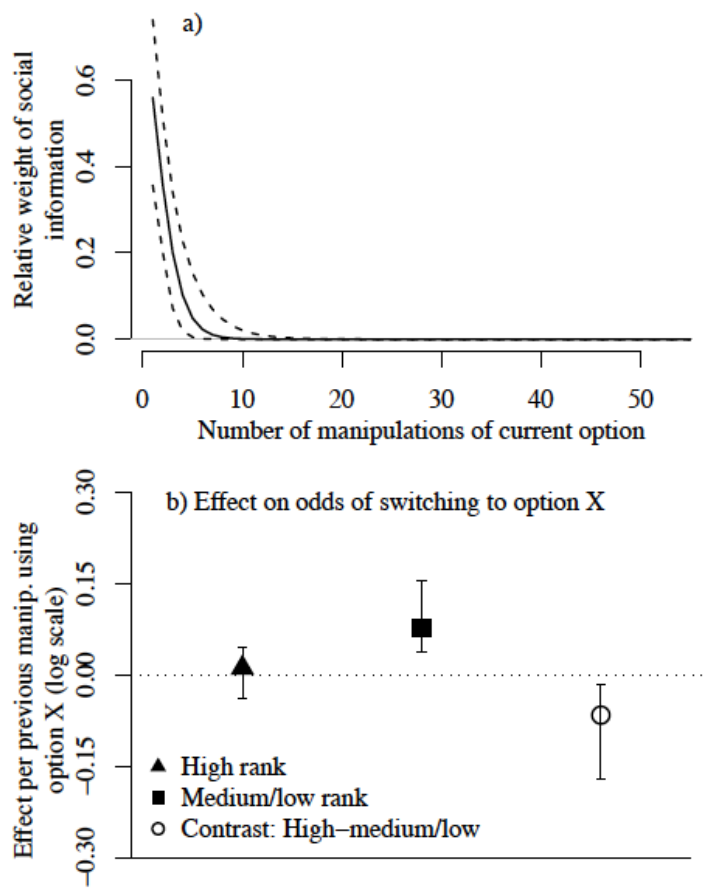 a)
Relative weight of social
information
0.6
0.4
0.2
0.0
0 10 20 30 40 50
Number of manipulations of current option
b) Effect on odds of switching to option X
Effect per previous manip. using
option X (log scale)
0.30
0.15
0.00
−0.15
−0.30
High rank
Medium/low rank
Contrast: High−medium/low